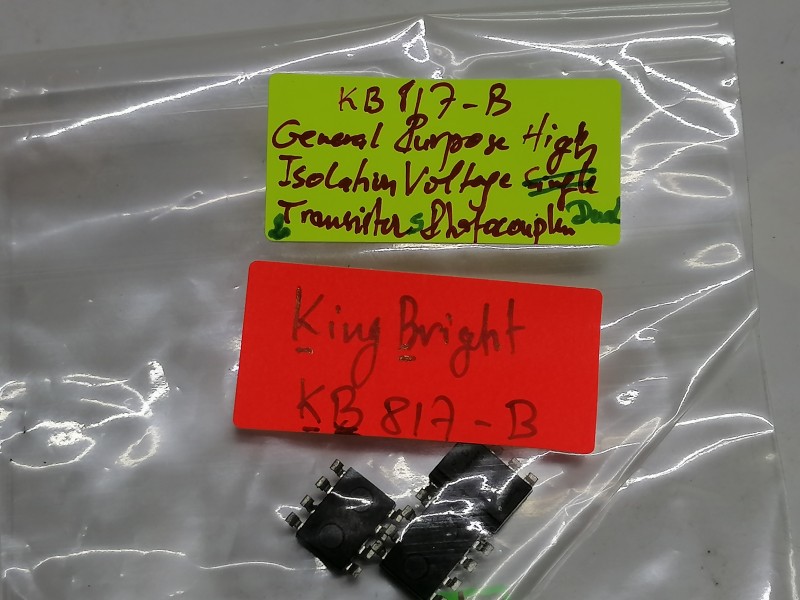 KB 817-B
General Purpose High
Isolation Voltage Single
Transistor s Photocoupler Dual
King Bright
KB 817-B